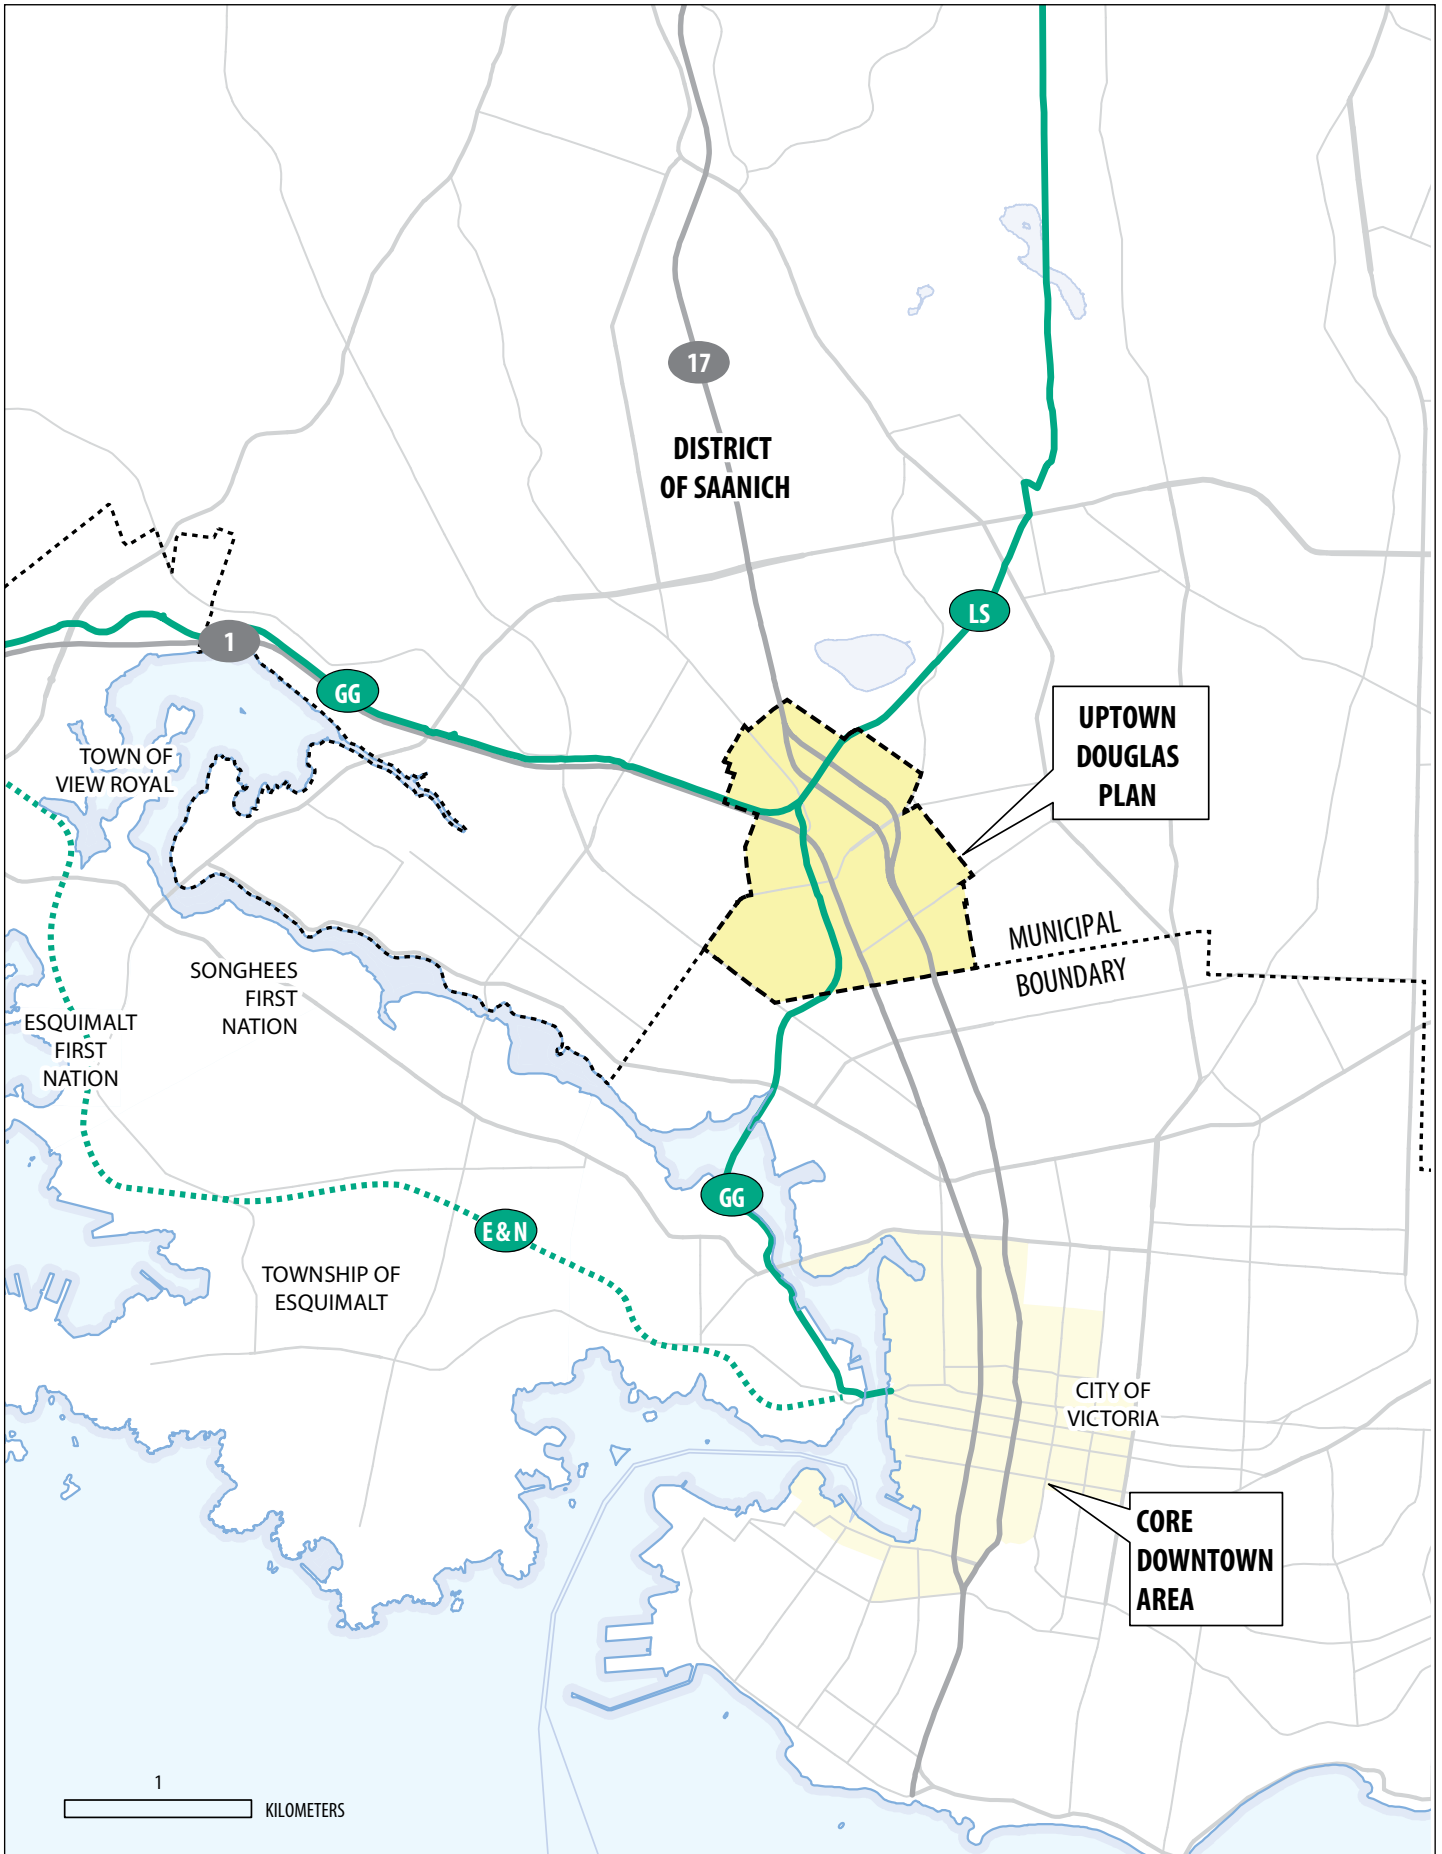 17
DISTRICT
OF SAANICH
LS
1
GG
UPTOWN
DOUGLAS
PLAN
TOWN OF
VIEW ROYAL
MUNICIPAL
BOUNDARY
SONGHEES
FIRST
NATION
ESQUIMALT
FIRST
NATION
GG
E & N
TOWNSHIP OF
ESQUIMALT
CITY OF
VICTORIA
CORE
DOWNTOWN
AREA
1
KILOMETERS